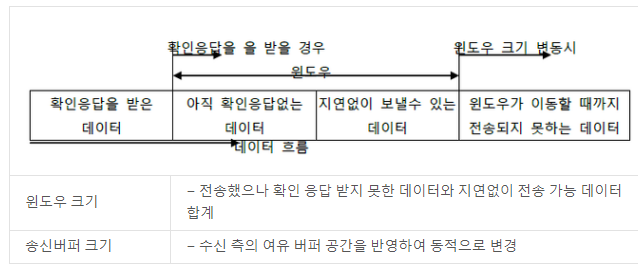 확인응답을 을 받을 경우
윈도우 크기 변동시
윈도우
확인응답을 받은
데이터
아직 확인응답없는
데이터
지연없이 보낼수 있는
데이터
윈도우가 이동할 때까지
전송되지 못하는 데이터
데이터 흐름
윈도우 크기
– 전송했으나 확인 응답 받지 못한 데이터와 지연없이 전송 가능 데이터
합계
송신버퍼 크기
– 수신 측의 여유 버퍼 공간을 반영하여 동적으로 변경